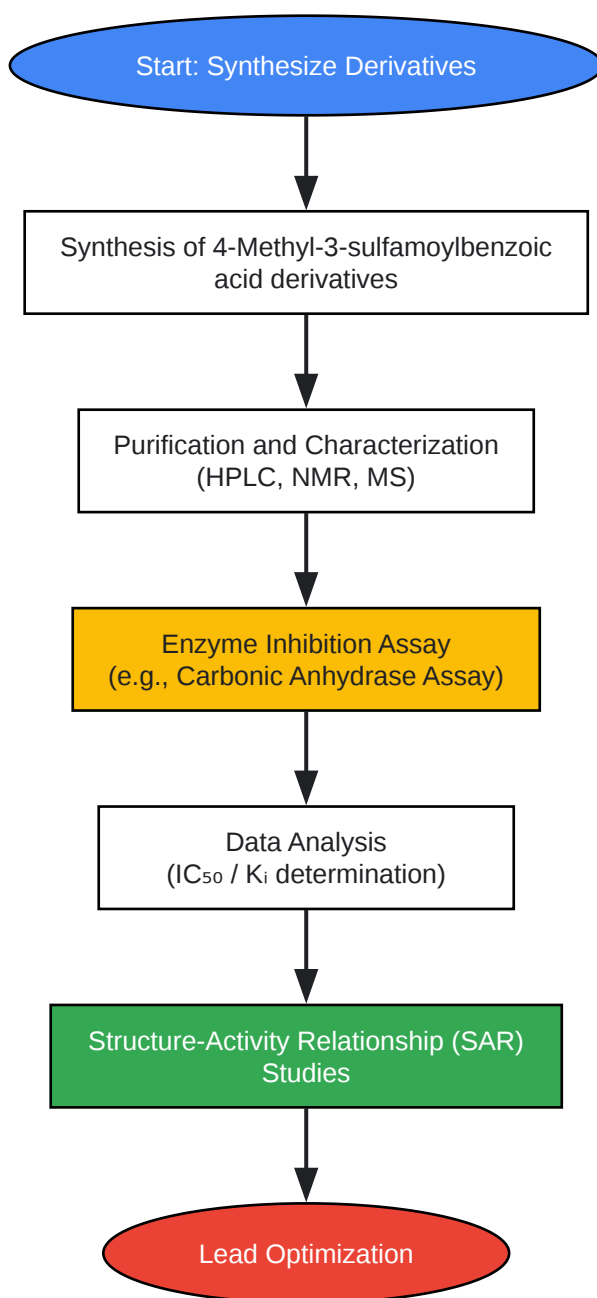 Start: Synthesize Derivatives
Synthesis of 4-Methyl-3-sulfamoylbenzoic
acid derivatives
Purification and Characterization
(HPLC, NMR, MS)
Enzyme Inhibition Assay
(e.g., Carbonic Anhydrase Assay)
Data Analysis
(IC₅₀ / Kᵢ determination)
Structure-Activity Relationship (SAR)
Studies
Lead Optimization